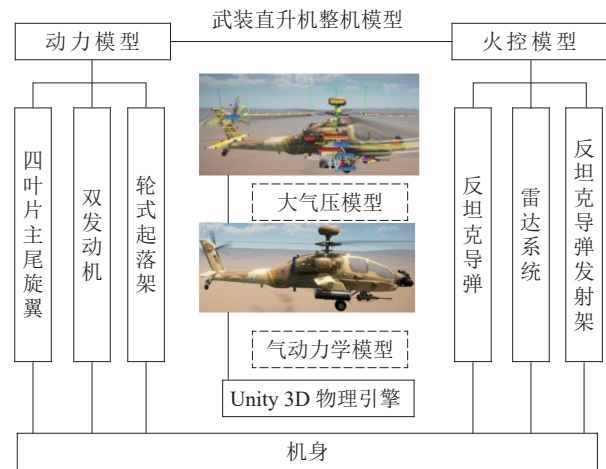 武装直升机整机模型
动力模型
火控模型
四叶片主尾旋翼
双发动机
轮式起落架
大气压模型
气动力学模型
Unity 3D 物理引擎
反坦克导弹
雷达系统
反坦克导弹发射架
机身